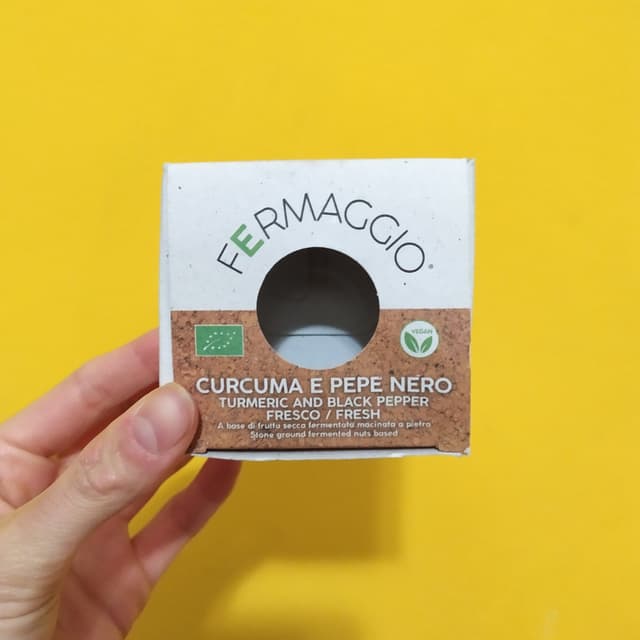 FERMAGGIO
VEGAN
CURCUMA E PEPE NERO
TURMERIC AND BLACK PEPPER
FRESCO / FRESH
A base di frutta secca fermentata macinata a pietra
Stone ground fermented nuts based